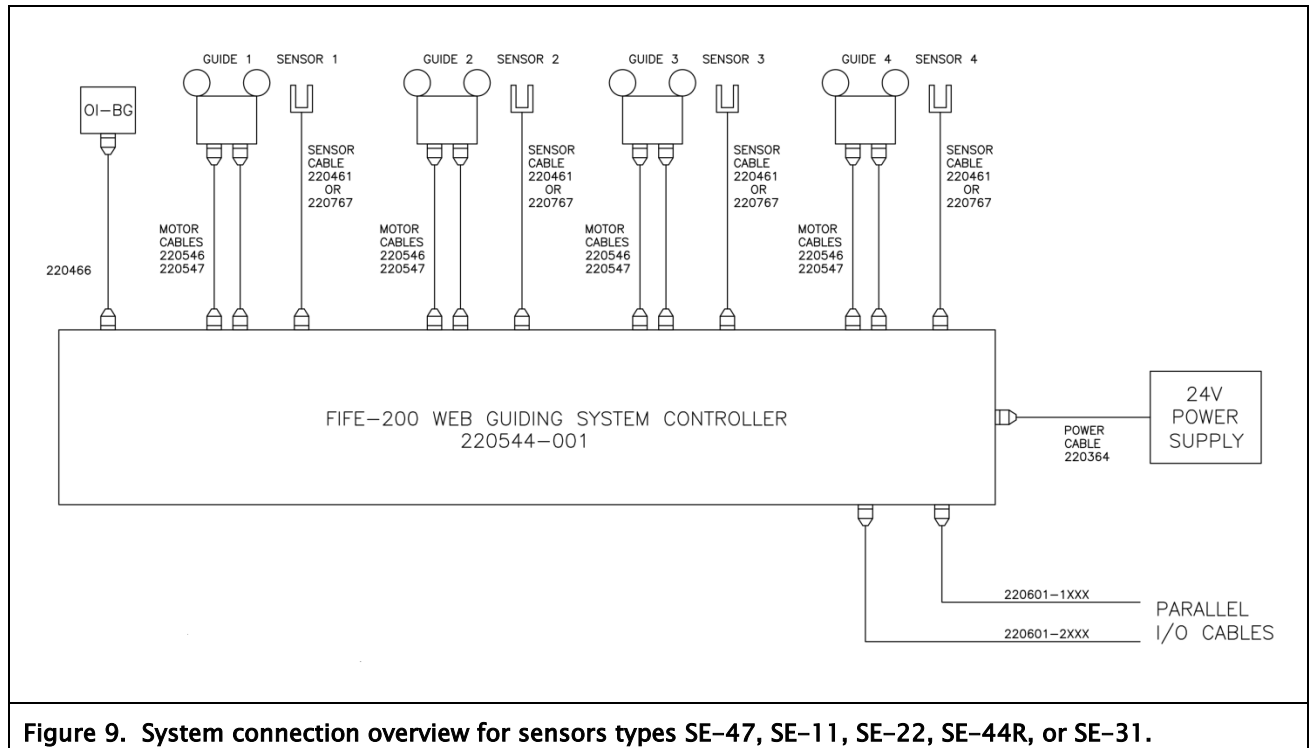 GUIDE 1 SENSOR 1
GUIDE 2 SENSOR 2
GUIDE 3 SENSOR 3
GUIDE 4 SENSOR 4
OI-BG
SENSOR
CABLE
220461
OR
220767
SENSOR
CABLE
220461
OR
220767
SENSOR
CABLE
220461
OR
220767
SENSOR
CABLE
220461
OR
220767
220466
MOTOR
CABLES
220546
220547
MOTOR
CABLES
220546
220547
MOTOR
CABLES
220546
220547
MOTOR
CABLES
220546
220547
FIFE-200 WEB GUIDING SYSTEM CONTROLLER
220544-001
POWER
CABLE
220364
24V
POWER
SUPPLY
220601-1XXX
220601-2XXX
PARALLEL
I/O CABLES
Figure 9. System connection overview for sensors types SE-47, SE-11, SE-22, SE-44R, or SE-31.